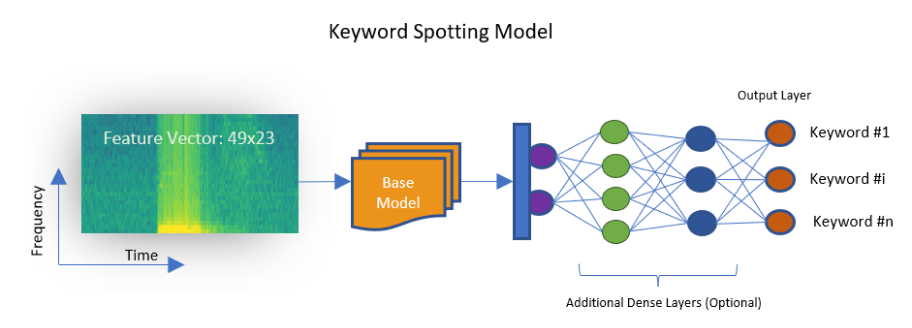 Keyword Spotting Model
Output Layer
Feature Vector: 49x23
Keyword #1
Base
Model
Keyword #i
Frequency
Keyword #n
Time
Additional Dense Layers (Optional)